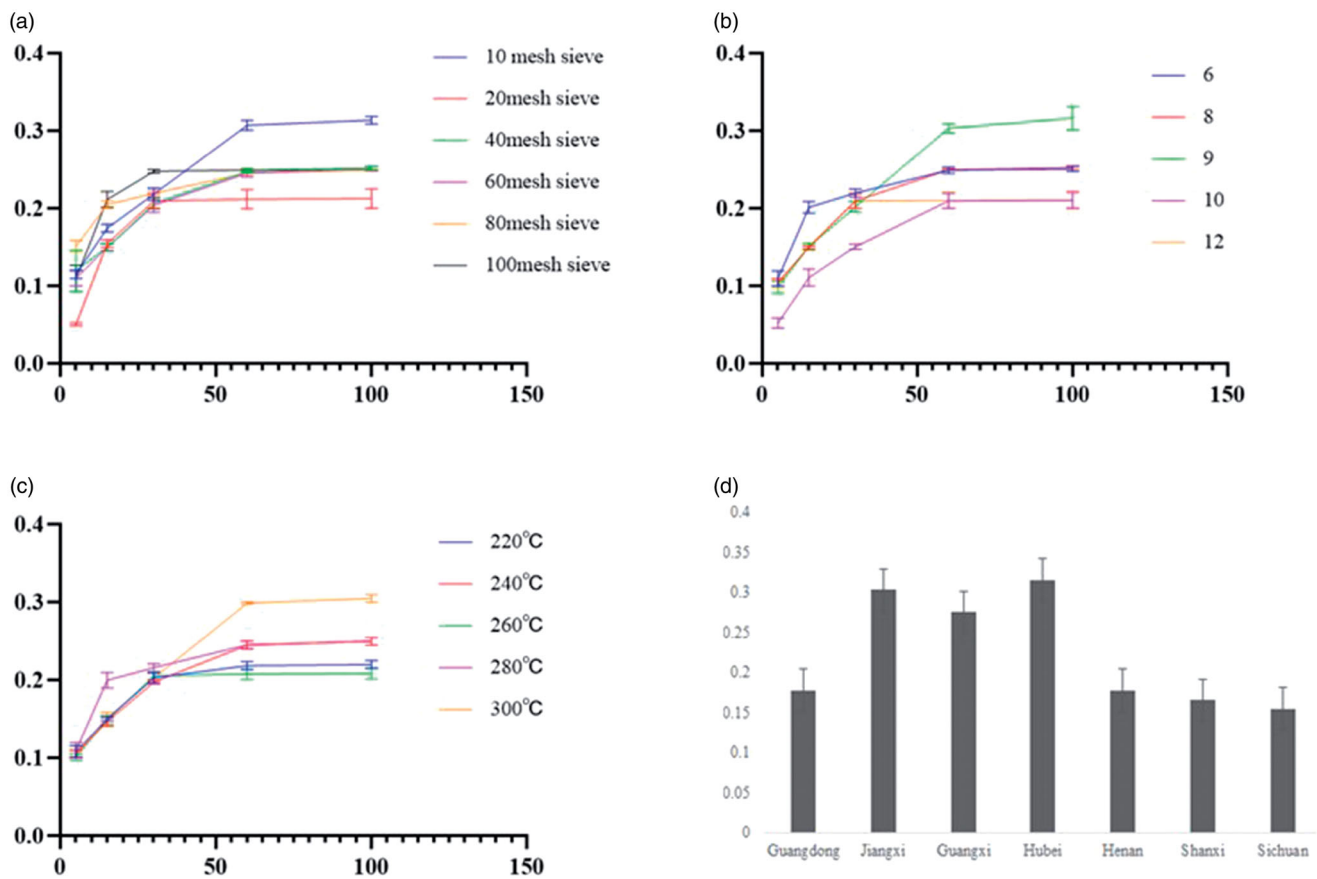 (a)
0.4
0.3
0.2
0.1
0.0
0 50 100 150
10 mesh sieve
20mesh sieve
40mesh sieve
60mesh sieve
80mesh sieve
100mesh sieve
(b)
0.4
0.3
0.2
0.1
0.0
0 50 100 150
6
8
9
10
12
(c)
0.4
0.3
0.2
0.1
0.0
0 50 100 150
220℃
240℃
260℃
280℃
300℃
(d)
0.4
0.35
0.3
0.25
0.2
0.15
0.1
0.05
0
Guangdong Jiangxi Guangxi Hubei Henan Shanxi Sichuan